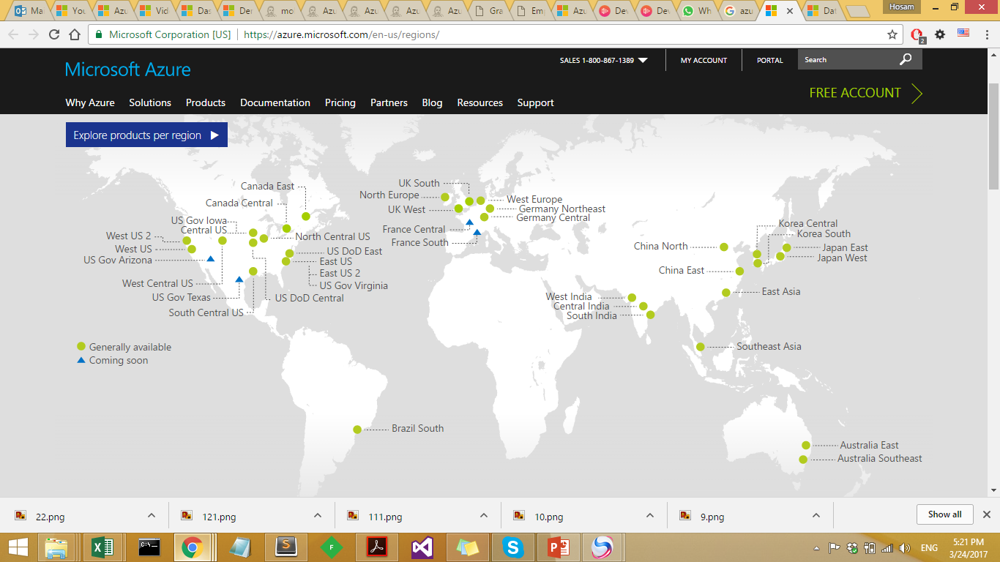 Ma
You
Azu
Vid
Das
Der
mo
Azu
Azu
Azu
Azu
Gra
Emp
Azu
Dev
Dev
Wh
azu
Dat
Hosam
Microsoft Corporation [US]
https://azure.microsoft.com/en-us/regions/
2
Microsoft Azure
SALES 1-800-867-1389
MY ACCOUNT
PORTAL
Search
FREE ACCOUNT
Why Azure
Solutions
Products
Documentation
Pricing
Partners
Blog
Resources
Support
Explore products per region
Canada East
Canada Central
US Gov Iowa
Central US
West US 2
West US
US Gov Arizona
West Central US
US Gov Texas
South Central US
North Central US
US DoD East
East US
East US 2
US Gov Virginia
US DoD Central
UK South
North Europe
UK West
West Europe
Germany Northeast
Germany Central
France Central
France South
Korea Central
Korea South
China North
Japan East
Japan West
China East
East Asia
West India
Central India
South India
Southeast Asia
Generally available
Coming soon
Brazil South
Australia East
Australia Southeast
22.png
121.png
111.png
10.png
9.png
Show all
ENG
5:21 PM
3/24/2017